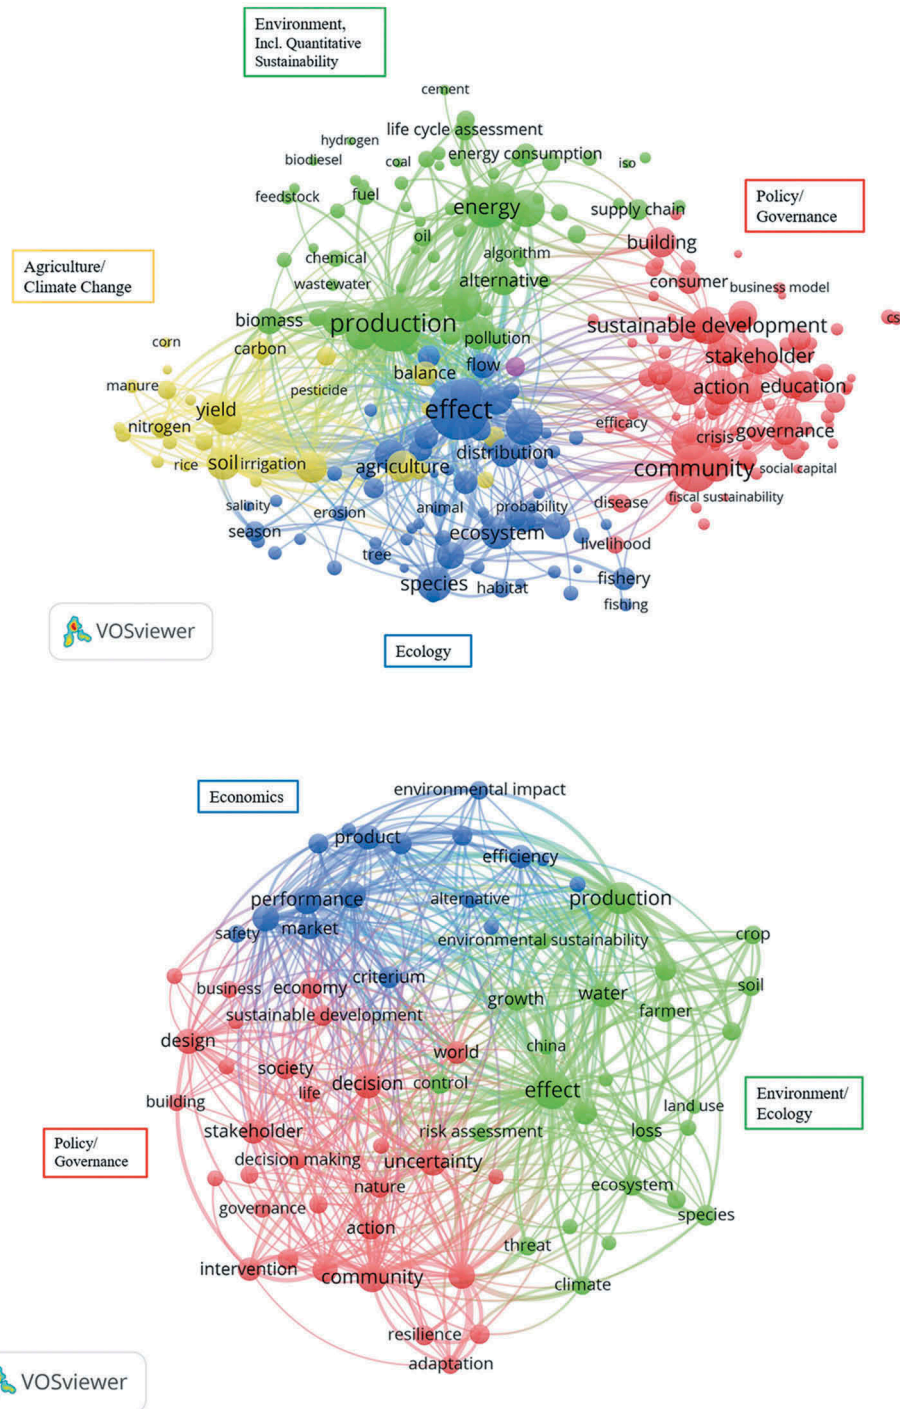 Environment,
Incl. Quantitative
Sustainability
cement
life cycle assessment
hydrogen
energy consumption
biodiesel
coal
iso
feedstock
fuel
energy
supply chain
Policy/
Governance
oil
building
chemical
algorithm
Agriculture/
Climate Change
wastewater
alternative
consumer
business model
biomass
production
sustainable development
cs
corn
carbon
pollution
stakeholder
balance
flow
manure
pesticide
action
education
yield
effect
nitrogen
efficacy
crisis
governance
distribution
rice
soil
irrigation
agriculture
community
social capital
fiscal sustainability
salinity
erosion
animal
probability
disease
season
ecosystem
tree
livelihood
species
habitat
fishery
fishing
VOSviewer
Ecology
environmental impact
Economics
product
efficiency
performance
alternative
production
safety
market
environmental sustainability
crop
criterium
business
economy
growth
water
soil
sustainable development
farmer
design
world
china
society
decision
control
effect
life
building
land use
Environment/
Ecology
stakeholder
risk assessment
loss
Policy/
Governance
decision making
uncertainty
nature
ecosystem
governance
species
action
threat
intervention
community
climate
resilience
adaptation
VOSviewer